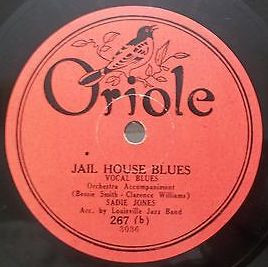 Oriole
JAIL HOUSE BLUES
VOCAL BLUES
Orchestra Accompaniment
(Bessie Smith - Clarence Williams)
SADIE JONES
Acc. by Louisville Jazz Band
267 (b)
3036